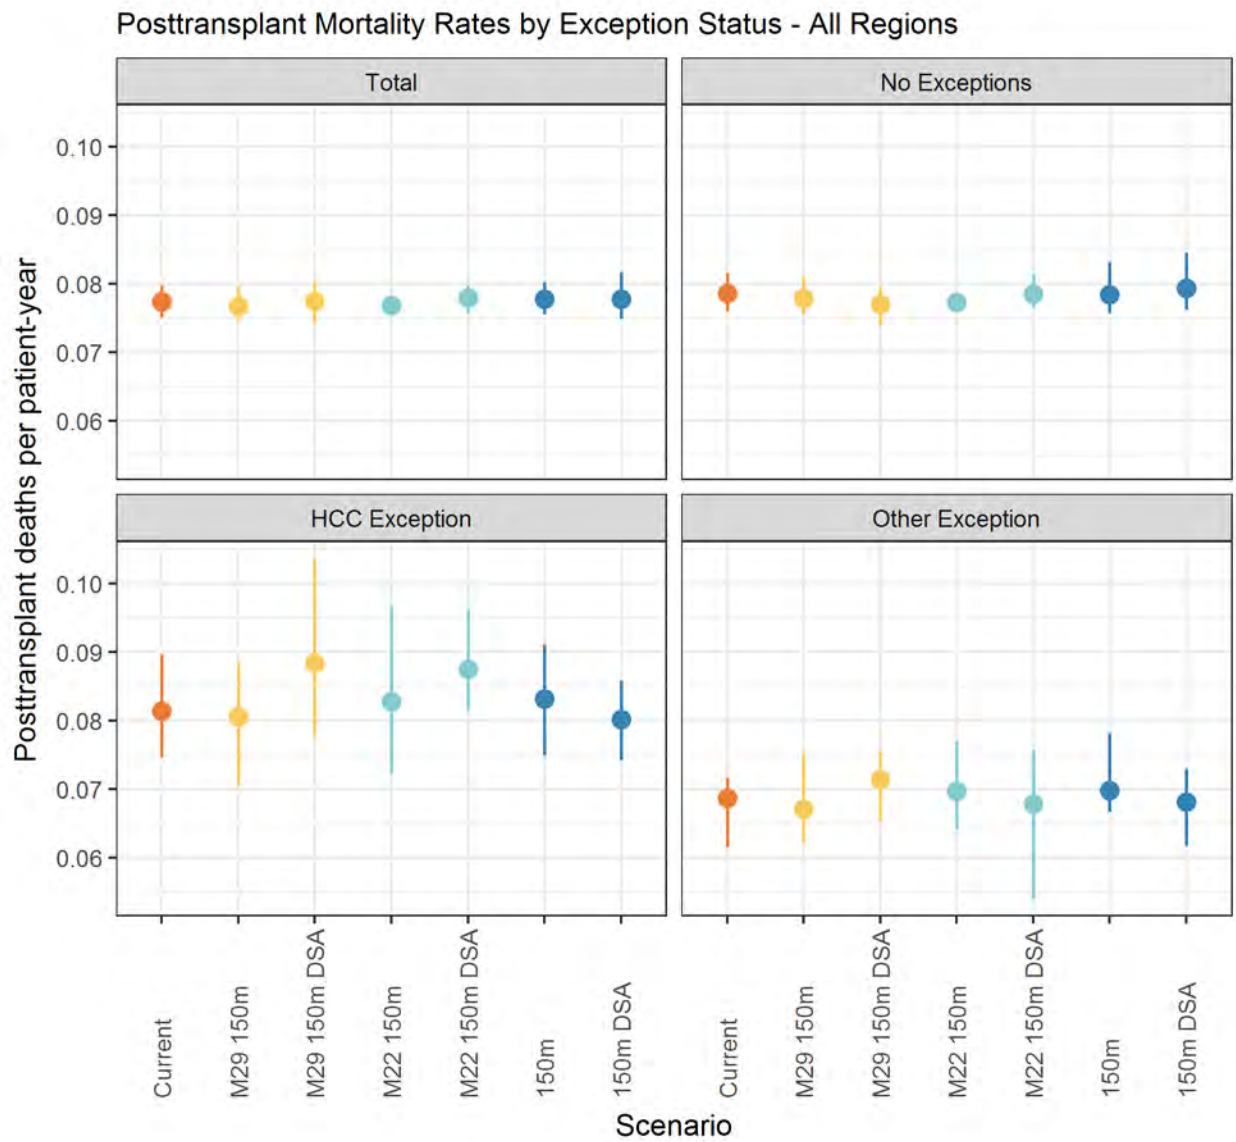 Posttransplant Mortality Rates by Exception Status - All Regions
Total
No Exceptions
0.10
0.09
0.08
0.07
0.06
HCC Exception
Other Exception
0.10
0.09
0.08
0.07
0.06
Posttransplant deaths per patient-year
Current
M29 150m
M29 150m DSA
M22 150m
M22 150m DSA
150m
150m DSA
Current
M29 150m
M29 150m DSA
M22 150m
M22 150m DSA
150m
150m DSA
Scenario